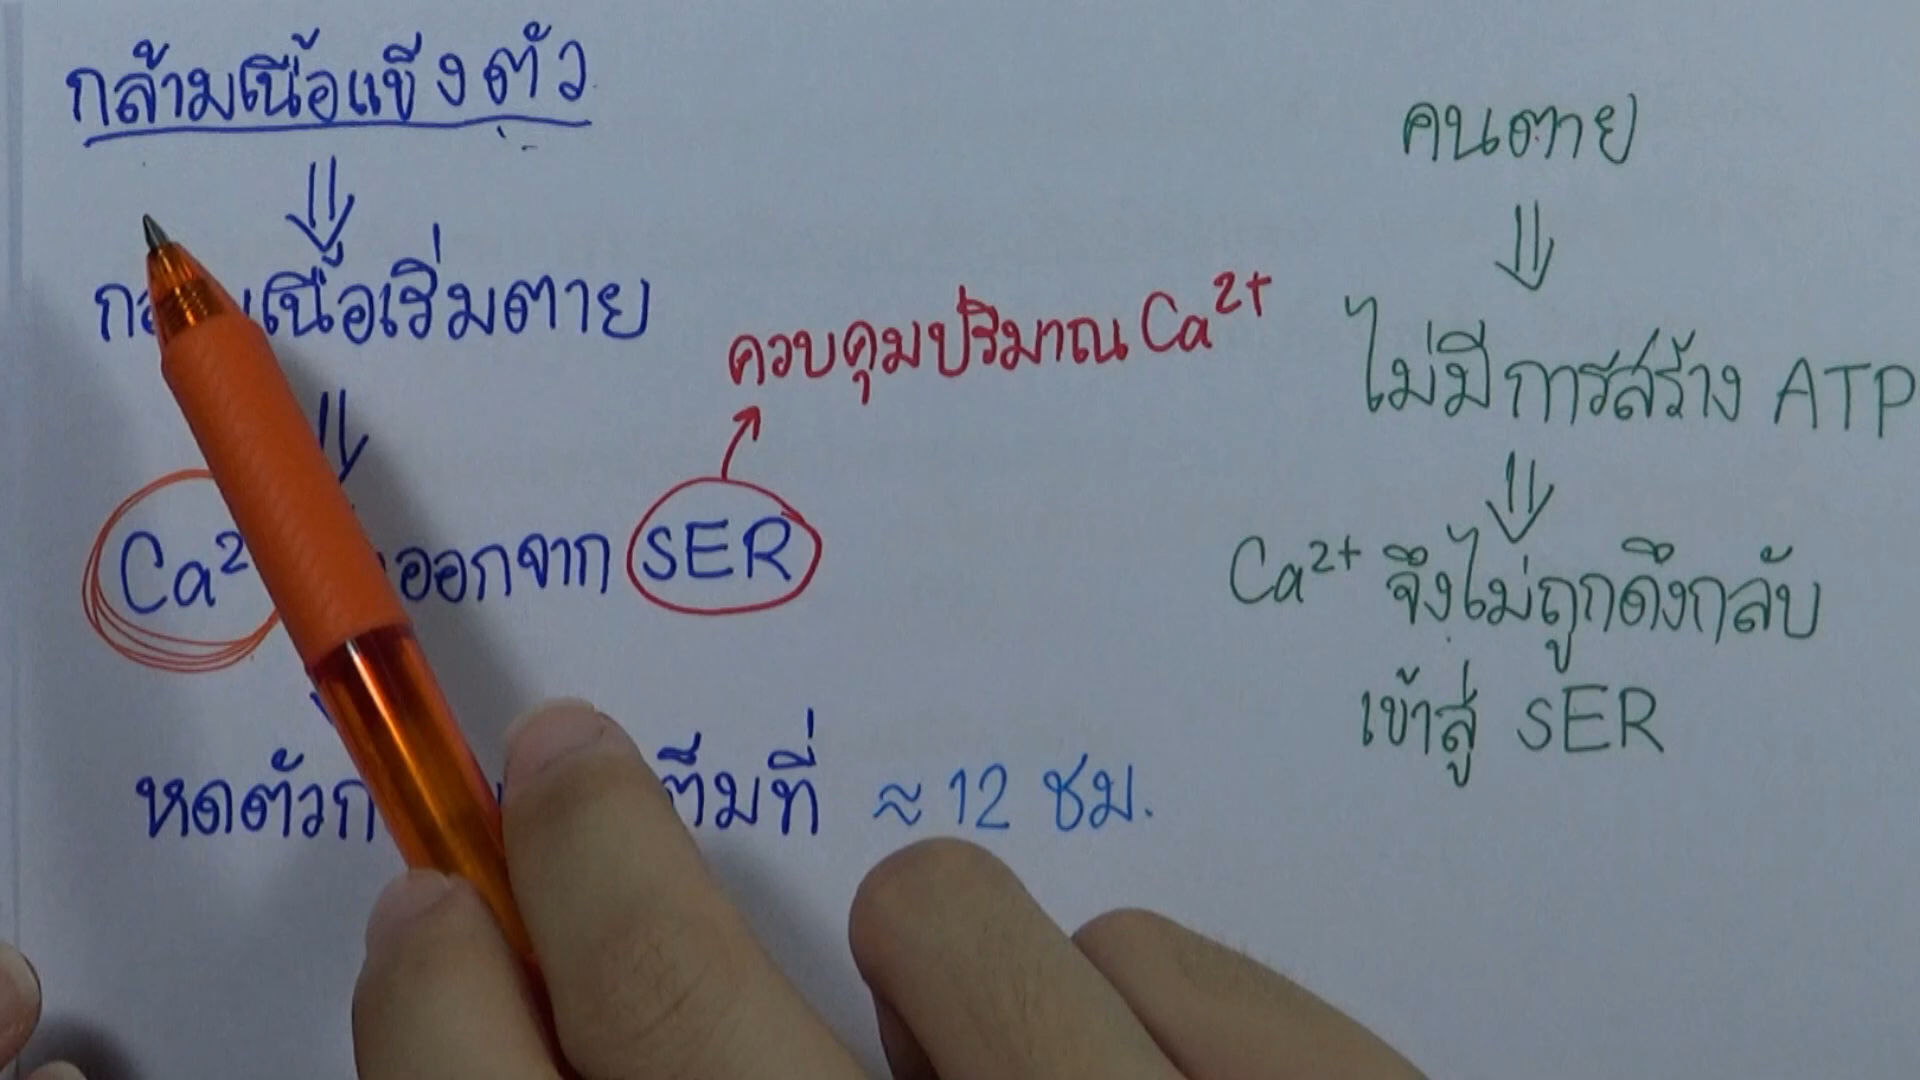 กล้ามเนื้อแข็งตัว
เนื้อเริ่มตาย
ควบคุมปริมาณ Ca²⁺
Ca² ออกจาก SER
หดตัว เต็มที่ ≈ 12 ชม.
คนตาย
ไม่มีการสร้าง ATP
Ca²⁺ จึงไม่ถูกดึงกลับ
เข้าสู่ SER